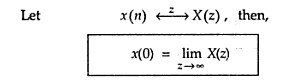 Let x(n) ⟷ᶻ X(z), then,
x(0) = lim X(z)
z→∞